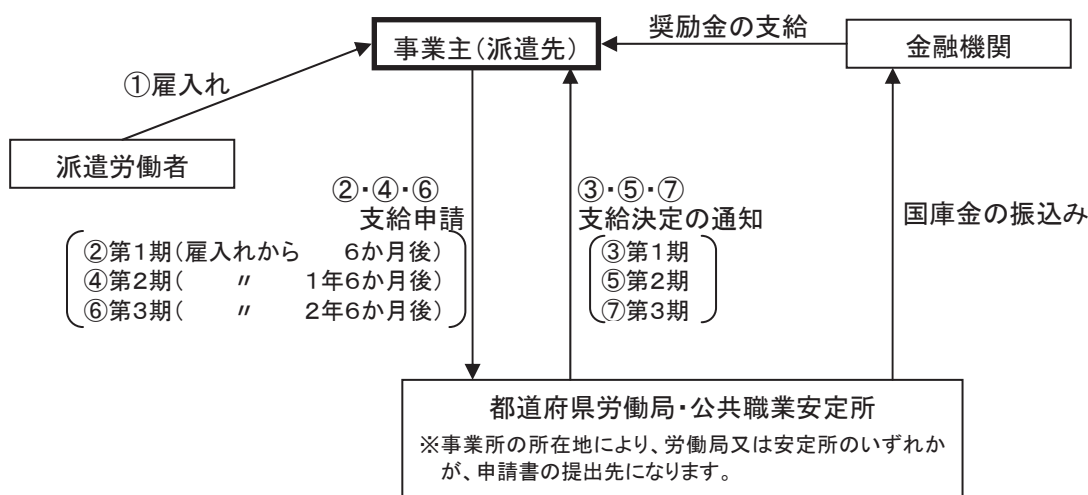 奨励金の支給
事業主(派遣先)
金融機関
①雇入れ
派遣労働者
②・④・⑥
支給申請
②第1期(雇入れから 6か月後)
④第2期( 〃 1年6か月後)
⑥第3期( 〃 2年6か月後)
③・⑤・⑦
支給決定の通知
③第1期
⑤第2期
⑦第3期
国庫金の振込み
都道府県労働局・公共職業安定所
※事業所の所在地により、労働局又は安定所のいずれか
が、申請書の提出先になります。